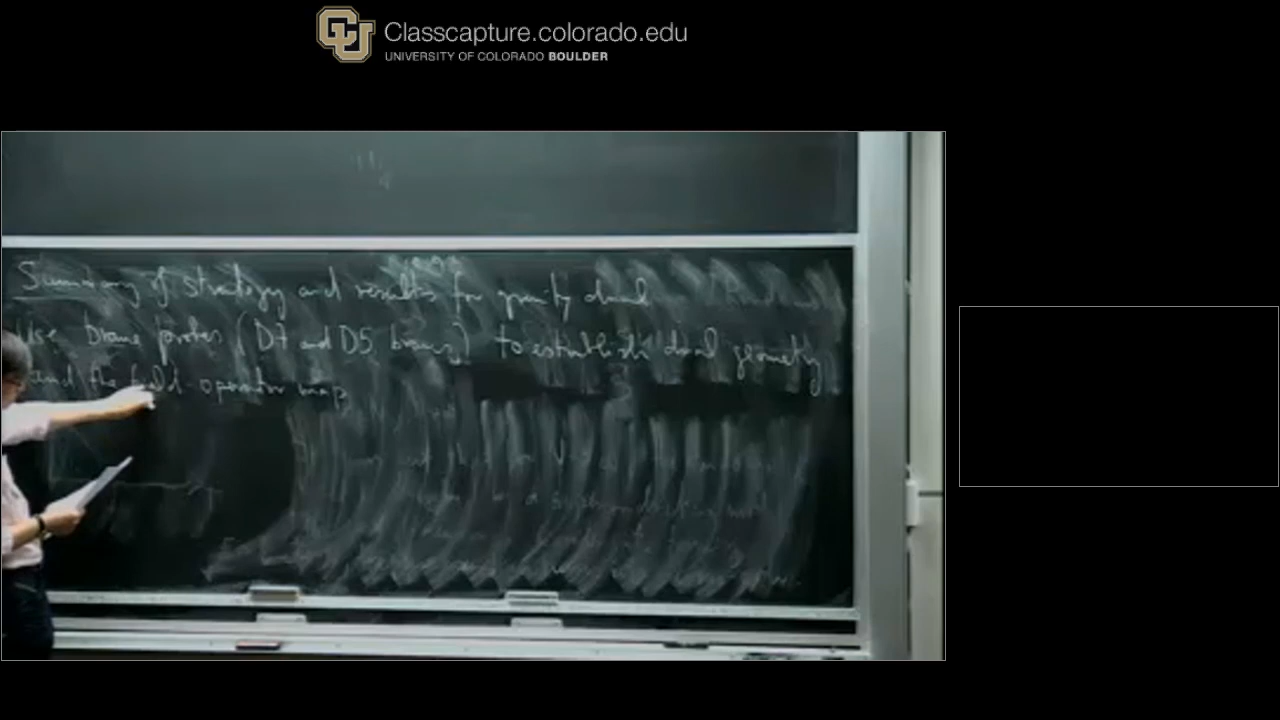 Classcapture.colorado.edu
UNIVERSITY OF COLORADO BOULDER
Summary of strategy and results for gravity dual
Use brane probes (D7 and D5 branes) to establish dual geometry
and the field-operator map